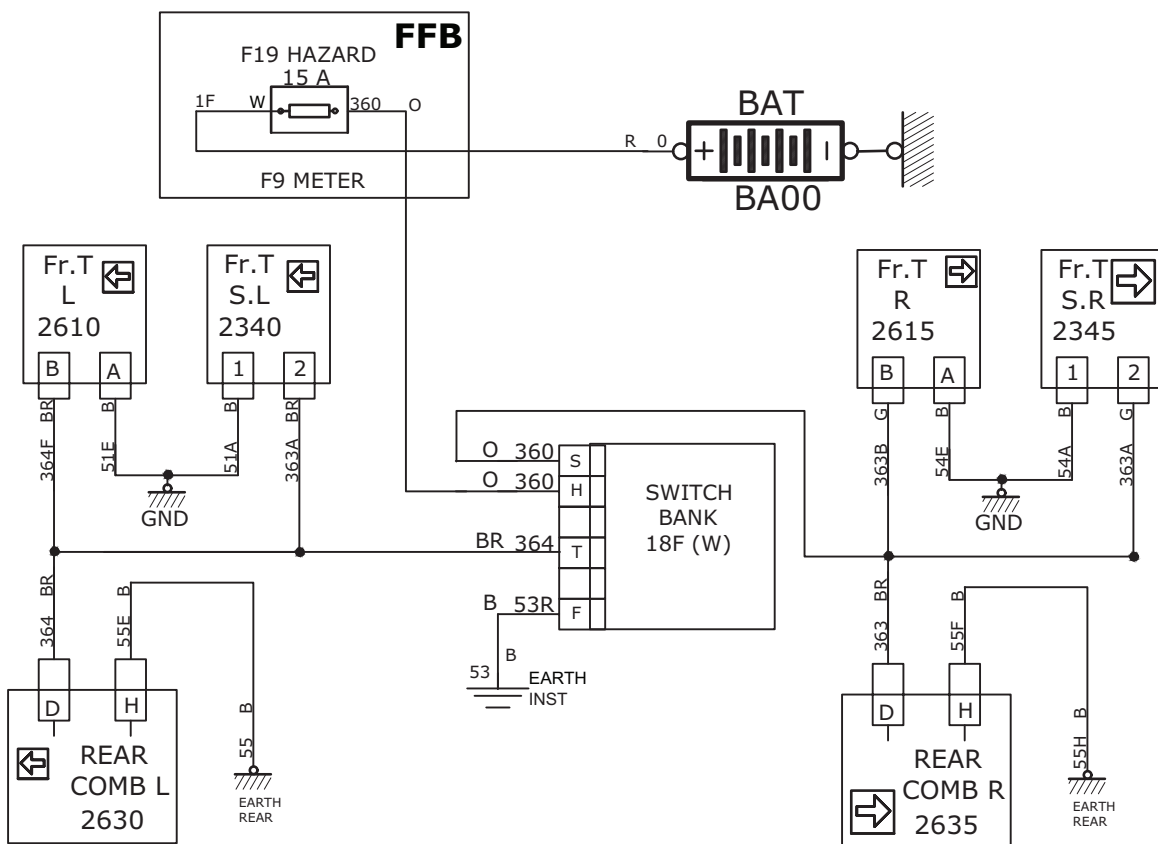 FFB
F19 HAZARD
15 A
1F W 360 O
F9 METER
R 0
BAT
+ -
BA00
Fr.T
L
2610
B A
Fr.T
S.L
2340
1 2
Fr.T
R
2615
B A
Fr.T
S.R
2345
1 2
BR
364F
B
51E
B
51A
BR
363A
GND
G
363B
B
54E
B
54A
G
363A
GND
O 360 S
O 360 H
BR 364 T
B 53R F
SWITCH
BANK
18F (W)
53 B
EARTH
INST
BR
364
B
55E
D H
REAR
COMB L
2630
B
55
EARTH
REAR
BR
363
B
55F
D H
REAR
COMB R
2635
B
55H
EARTH
REAR